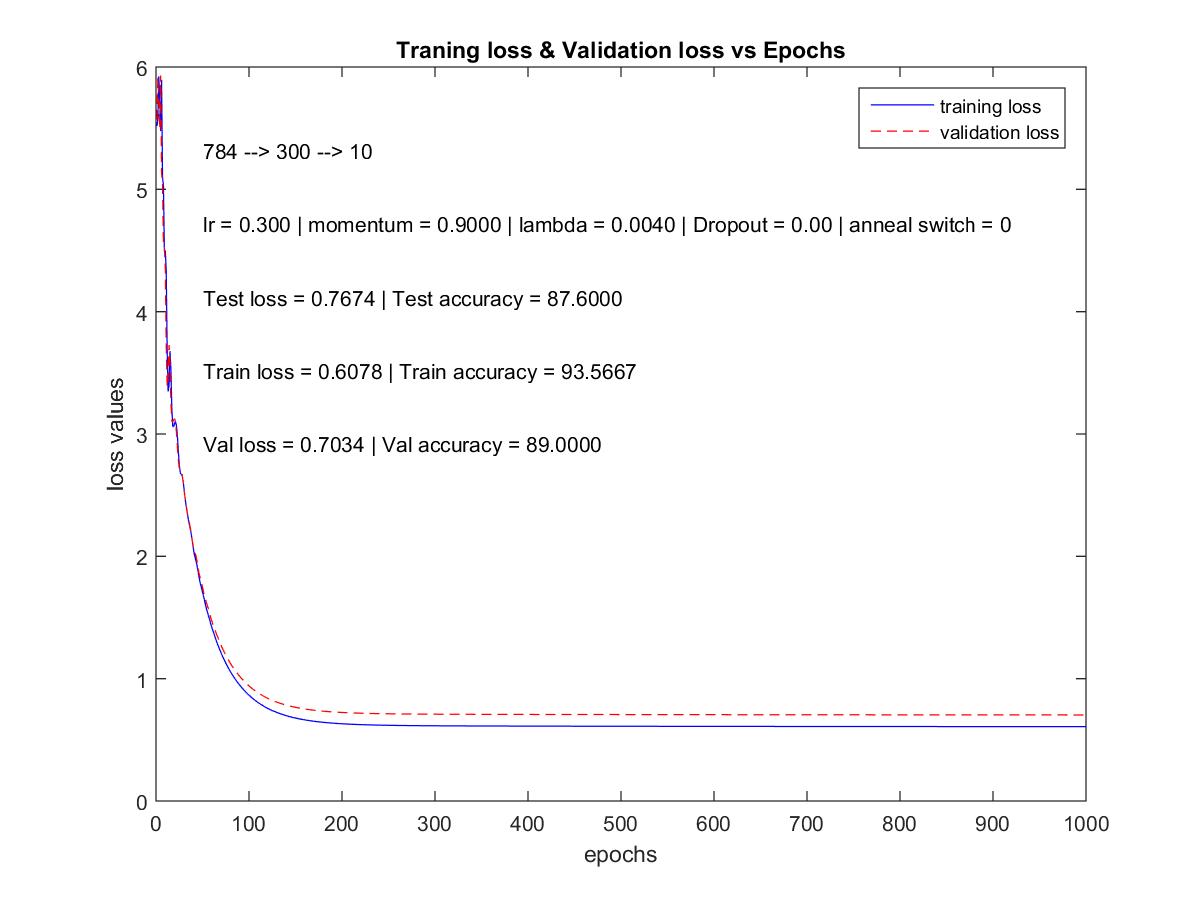 Traning loss & Validation loss vs Epochs
6
training loss
validation loss
784 --> 300 --> 10
5
lr = 0.300 | momentum = 0.9000 | lambda = 0.0040 | Dropout = 0.00 | anneal switch = 0
Test loss = 0.7674 | Test accuracy = 87.6000
4
Train loss = 0.6078 | Train accuracy = 93.5667
Val loss = 0.7034 | Val accuracy = 89.0000
3
loss values
2
1
0
0 100 200 300 400 500 600 700 800 900 1000
epochs